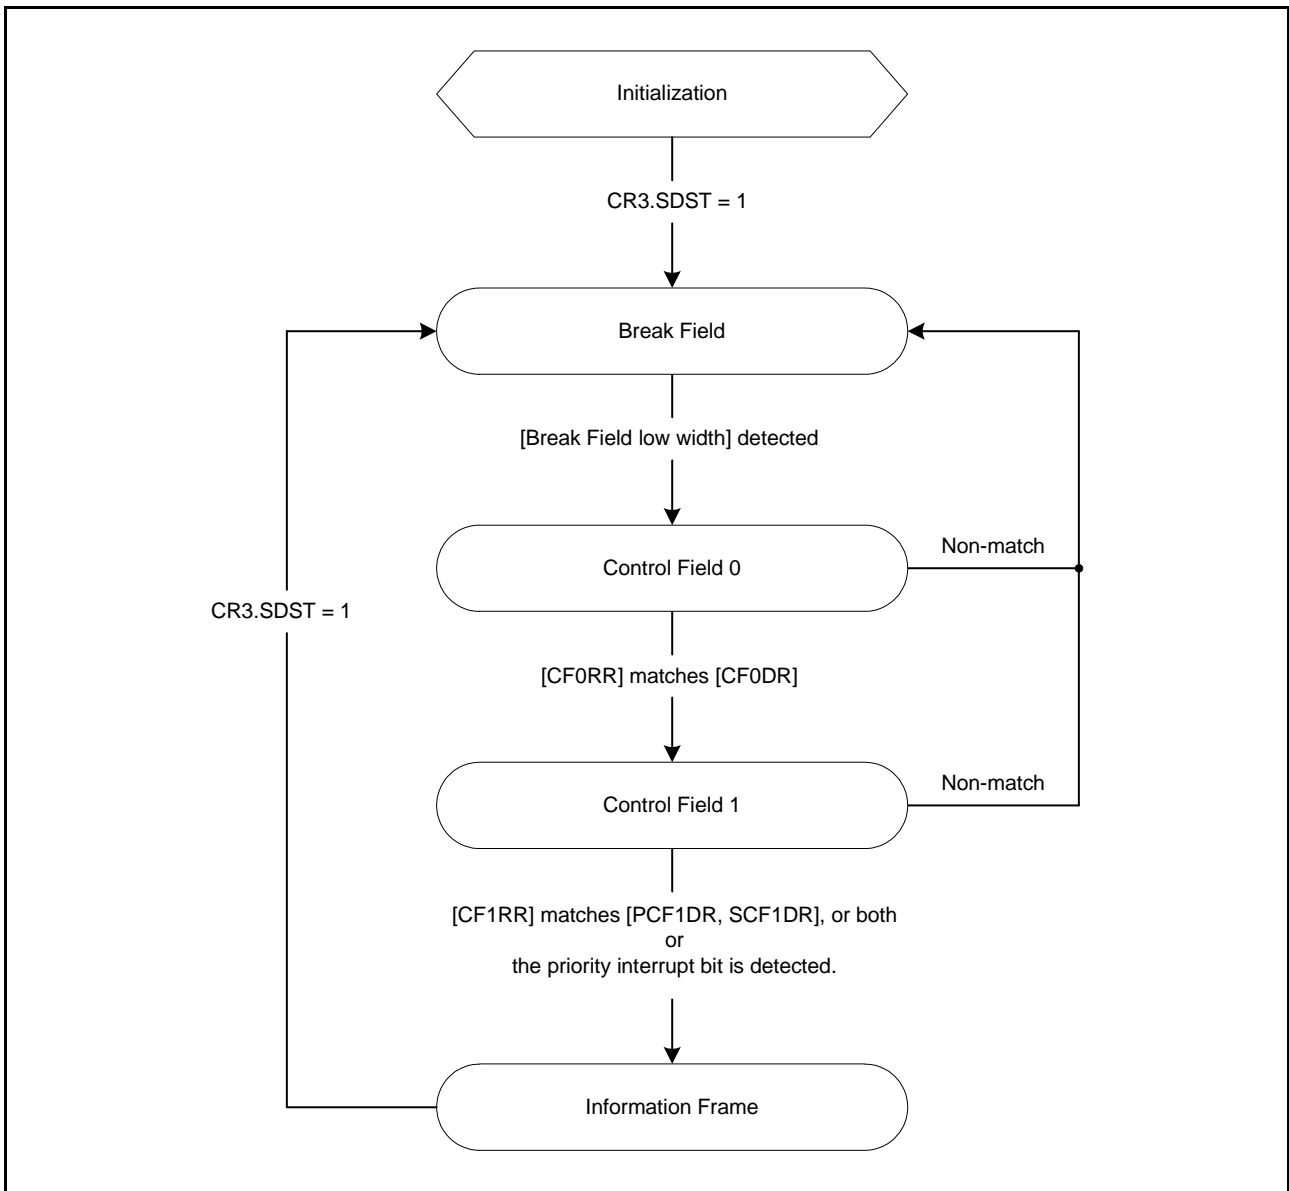 Initialization
CR3.SDST = 1
Break Field
[Break Field low width] detected
Control Field 0
Non-match
CR3.SDST = 1
[CF0RR] matches [CF0DR]
Control Field 1
Non-match
[CF1RR] matches [PCF1DR, SCF1DR], or both
or
the priority interrupt bit is detected.
Information Frame